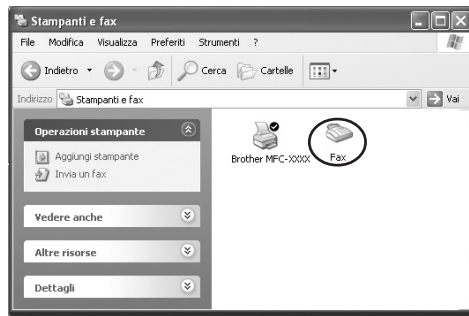 Stampanti e fax
File Modifica Visualizza Preferiti Strumenti ?
Indietro Cerca Cartelle
Indirizzo Stampanti e fax Vai
Operazioni stampante
Aggiungi stampante
Invia un fax
Vedere anche
Altre risorse
Dettagli
Brother MFC-XXXX Fax